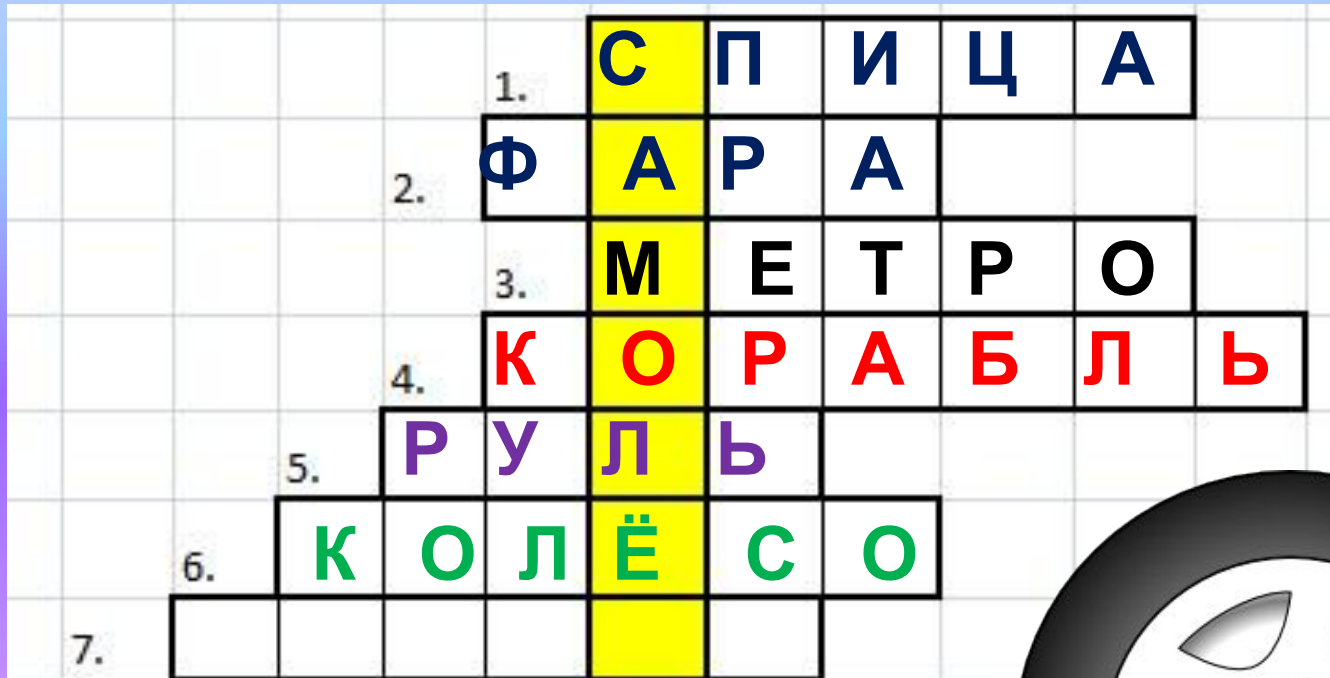 1. СПИЦА
2. ФАРА
3. МЕТРО
4. КОРАБЛЬ
5. РУЛЬ
6. КОЛЁСО
7.